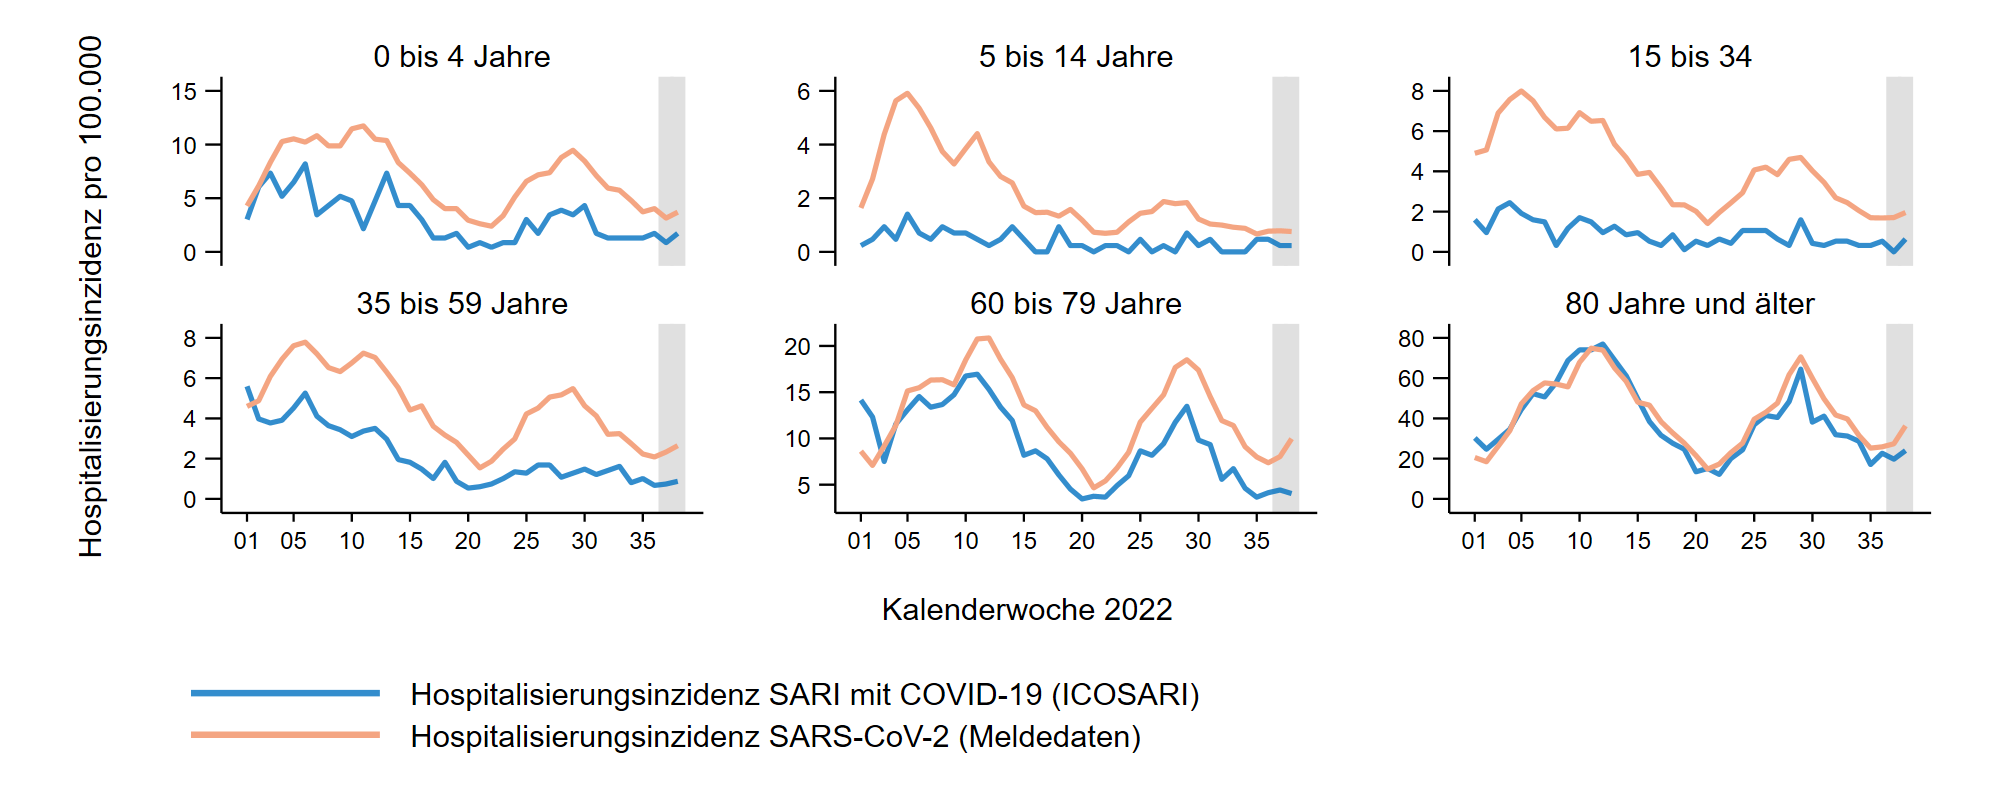 Hospitalisierungsinzidenz pro 100.000
0 bis 4 Jahre
15
10
5
0
5 bis 14 Jahre
6
4
2
0
15 bis 34
8
6
4
2
0
35 bis 59 Jahre
8
6
4
2
0
01 05 10 15 20 25 30 35
60 bis 79 Jahre
20
15
10
5
01 05 10 15 20 25 30 35
80 Jahre und älter
80
60
40
20
0
01 05 10 15 20 25 30 35
Kalenderwoche 2022
Hospitalisierungsinzidenz SARI mit COVID-19 (ICOSARI)
Hospitalisierungsinzidenz SARS-CoV-2 (Meldedaten)